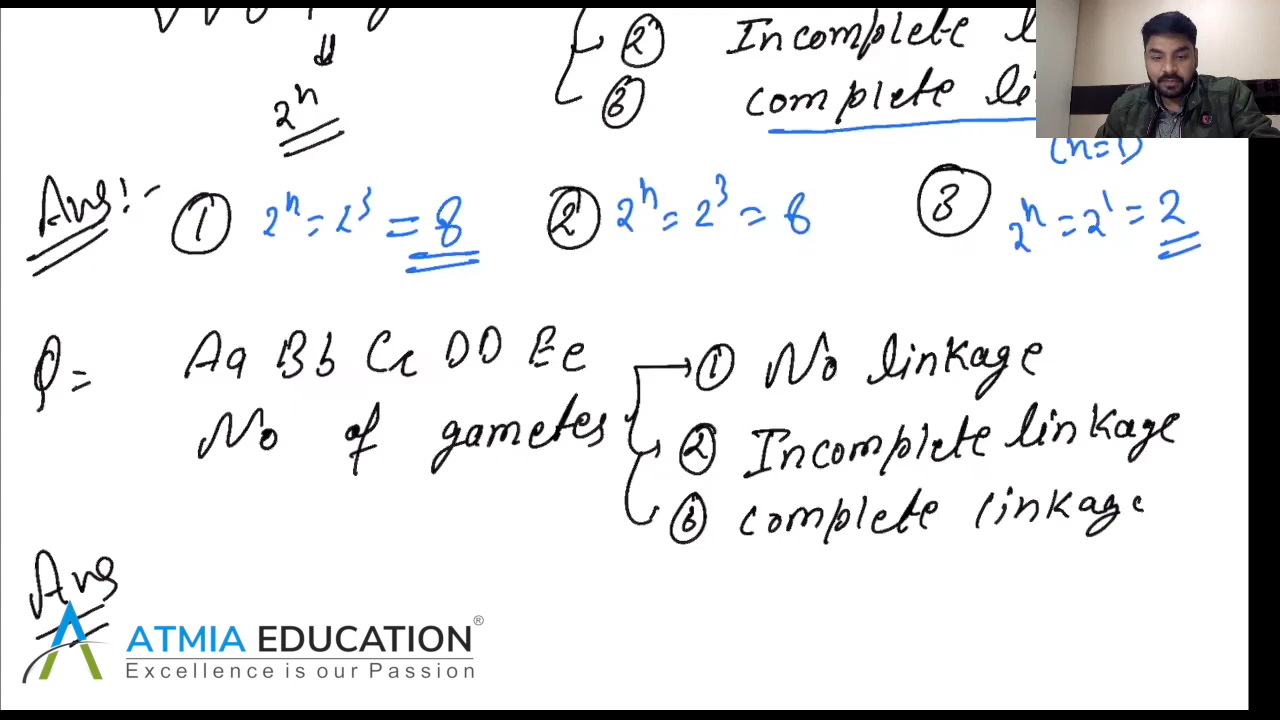 ② Incomplete
2ⁿ
③ complete
(n=1)
Ans:- ① 2ⁿ = 2³ = 8 ② 2ⁿ = 2³ = 8 ③ 2ⁿ = 2¹ = 2
Q= Aa Bb Cc DD Ee
No of gametes
① No linkage
② Incomplete linkage
③ complete linkage
Ans
ATMIA EDUCATION®
Excellence is our Passion